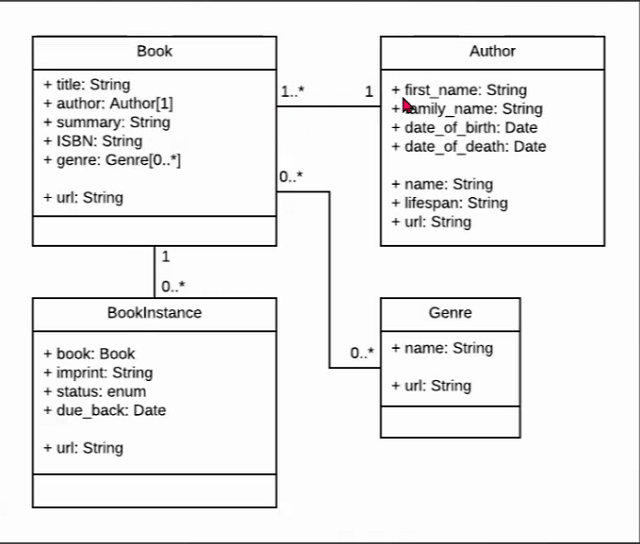 Book
+ title: String
+ author: Author[1]
+ summary: String
+ ISBN: String
+ genre: Genre[0..*]
+ url: String
1..*
1
0..*
Author
+ first_name: String
+ family_name: String
+ date_of_birth: Date
+ date_of_death: Date
+ name: String
+ lifespan: String
+ url: String
1
0..*
BookInstance
+ book: Book
+ imprint: String
+ status: enum
+ due_back: Date
+ url: String
0..*
Genre
+ name: String
+ url: String